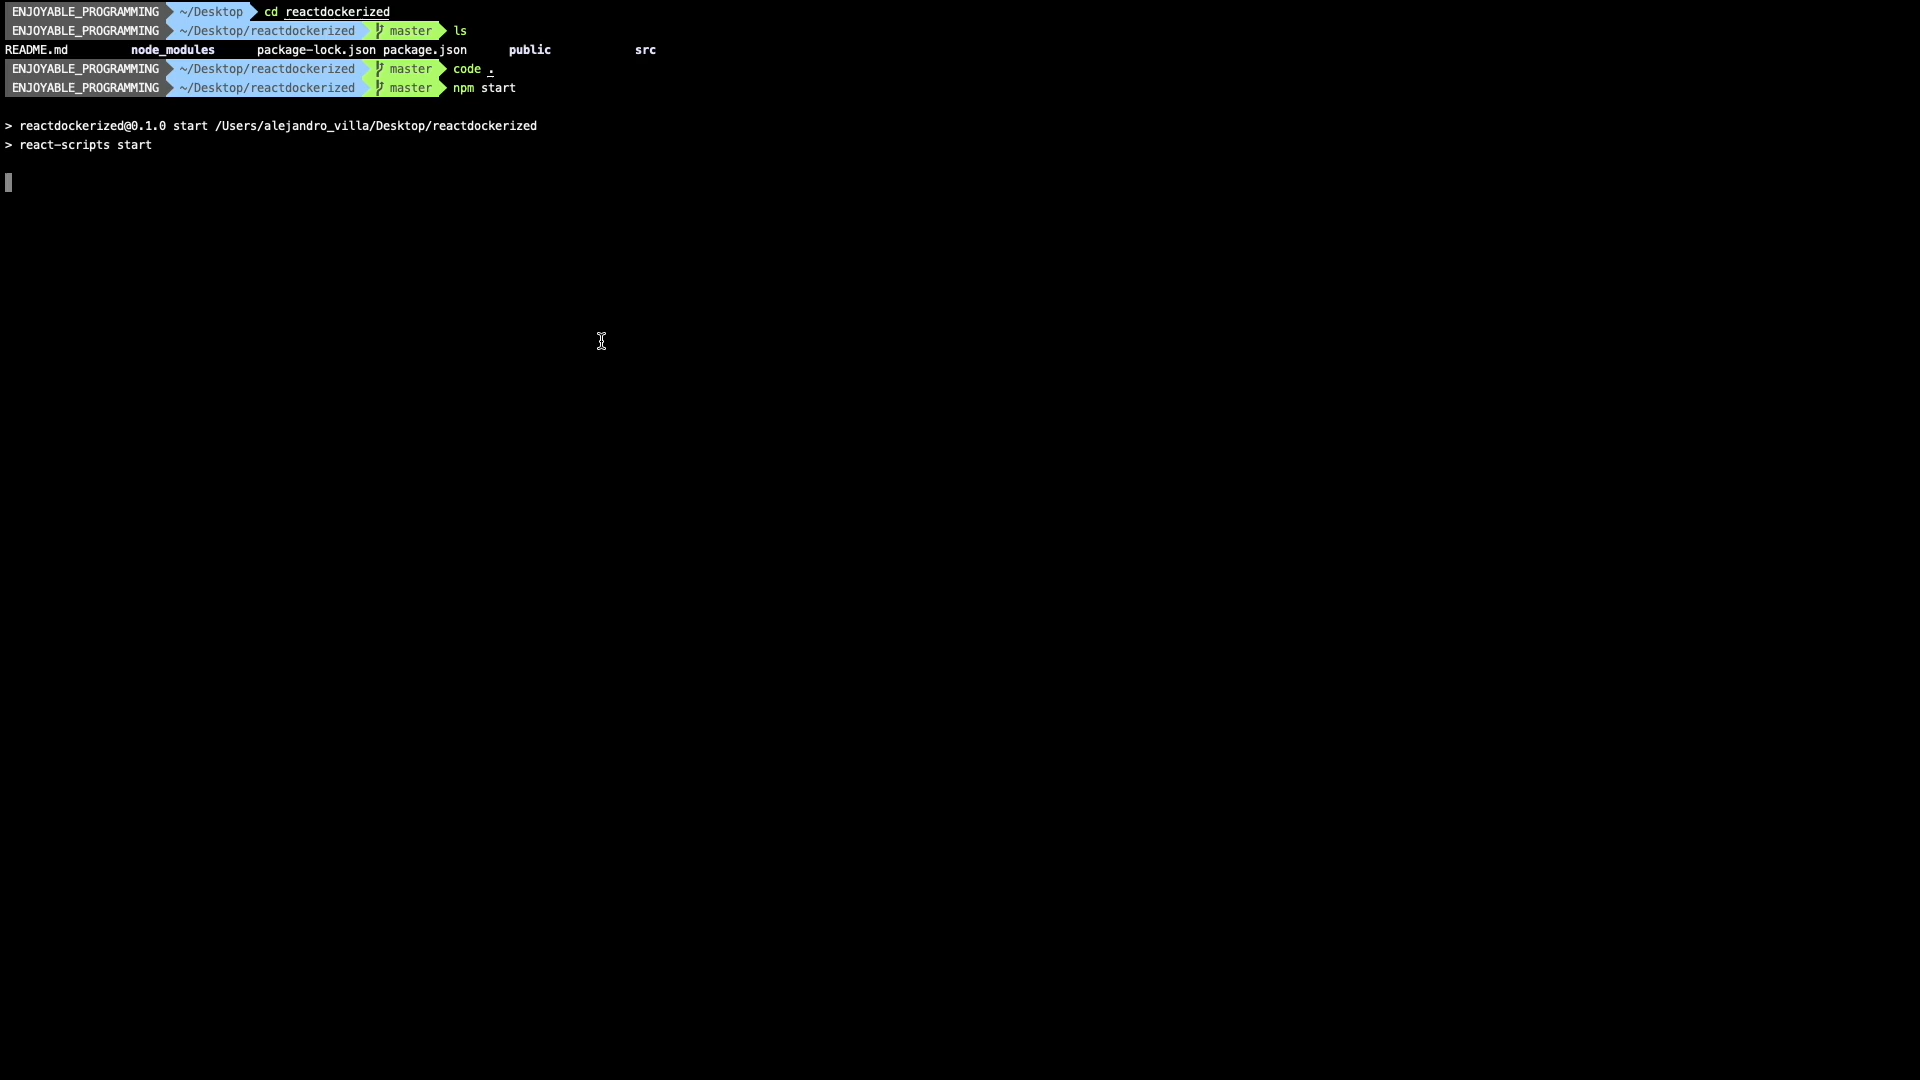 ENJOYABLE_PROGRAMMING ~/Desktop cd reactdockerized
ENJOYABLE_PROGRAMMING ~/Desktop/reactdockerized master ls
README.md node_modules package-lock.json package.json public src
ENJOYABLE_PROGRAMMING ~/Desktop/reactdockerized master code .
ENJOYABLE_PROGRAMMING ~/Desktop/reactdockerized master npm start
> reactdockerized@0.1.0 start /Users/alejandro_villa/Desktop/reactdockerized
> react-scripts start